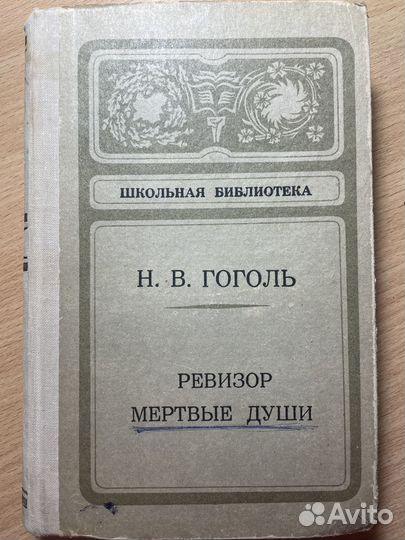 ШКОЛЬНАЯ БИБЛИОТЕКА
Н. В. ГОГОЛЬ
РЕВИЗОР
МЕРТВЫЕ ДУШИ
Avito